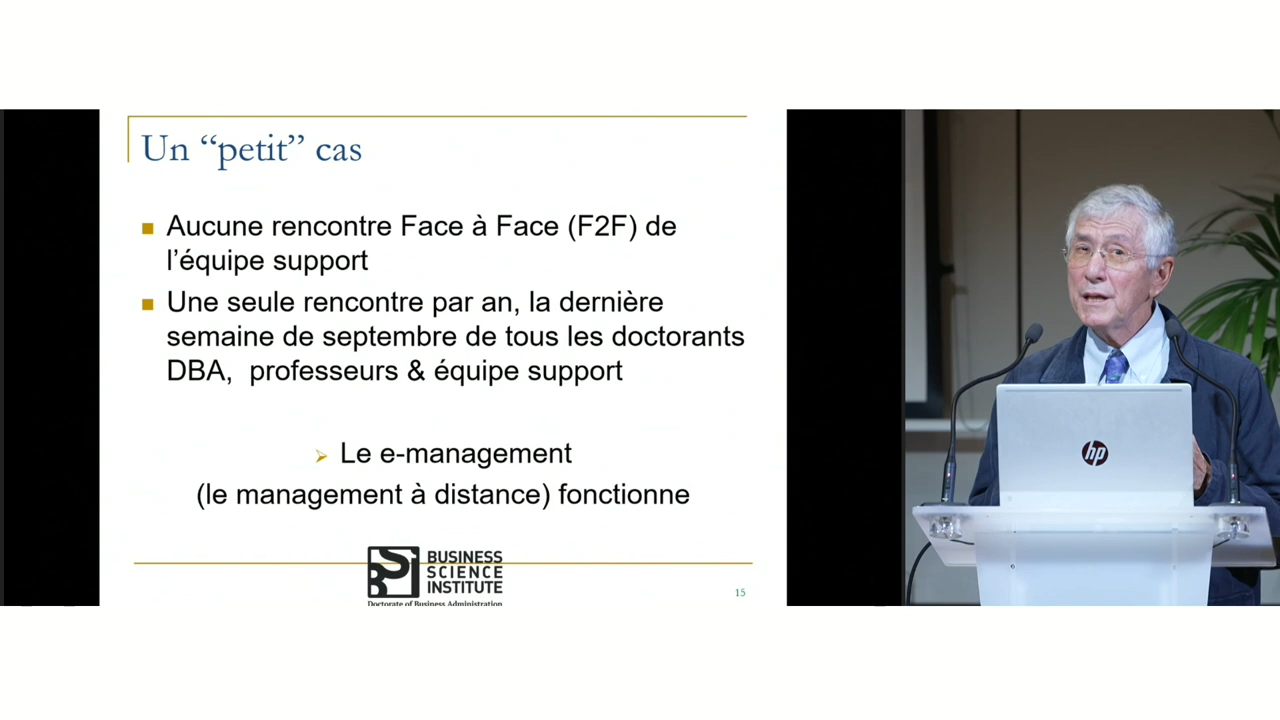 Un “petit” cas
Aucune rencontre Face à Face (F2F) de
l’équipe support
Une seule rencontre par an, la dernière
semaine de septembre de tous les doctorants
DBA, professeurs & équipe support
Le e-management
(le management à distance) fonctionne
BUSINESS
SCIENCE
INSTITUTE
Doctorate of Business Administration
15
hp